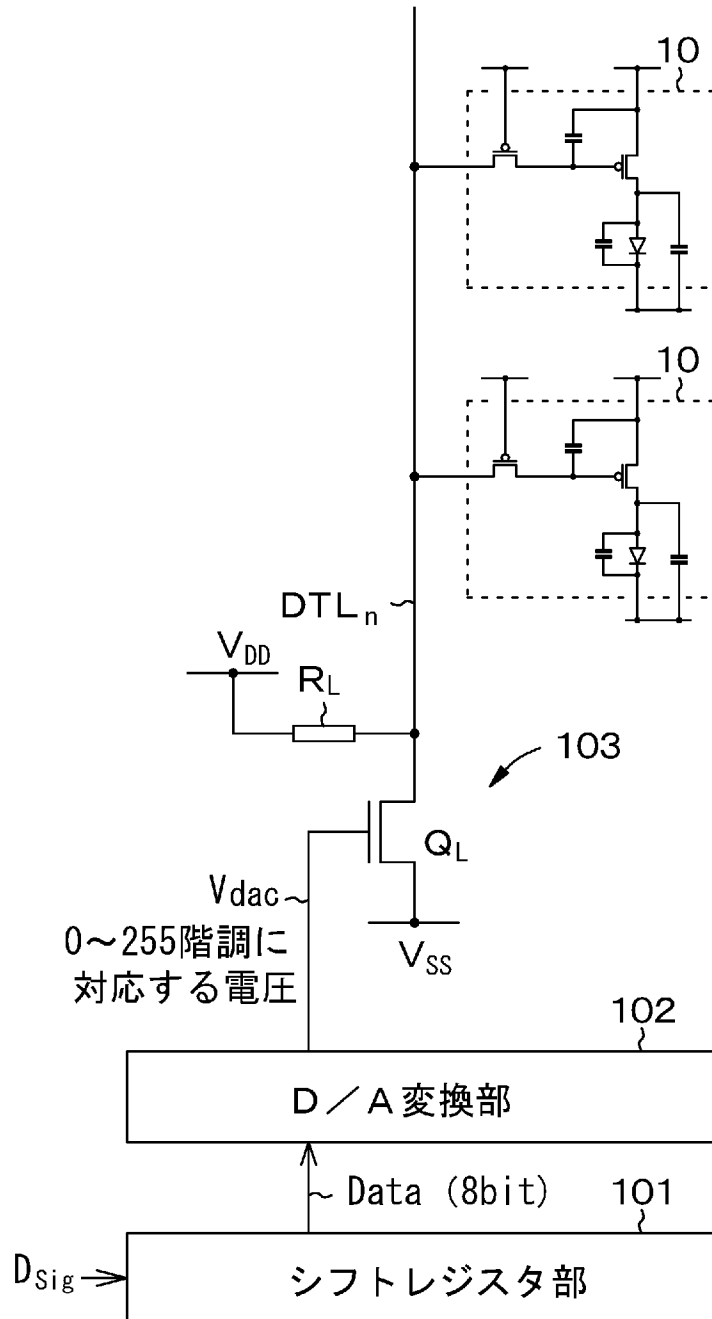 10
10
DTLn
VDD
RL
103
QL
Vdac
0～255階調に
対応する電圧
VSS
102
D／A変換部
Data (8bit)
101
DSig
シフトレジスタ部